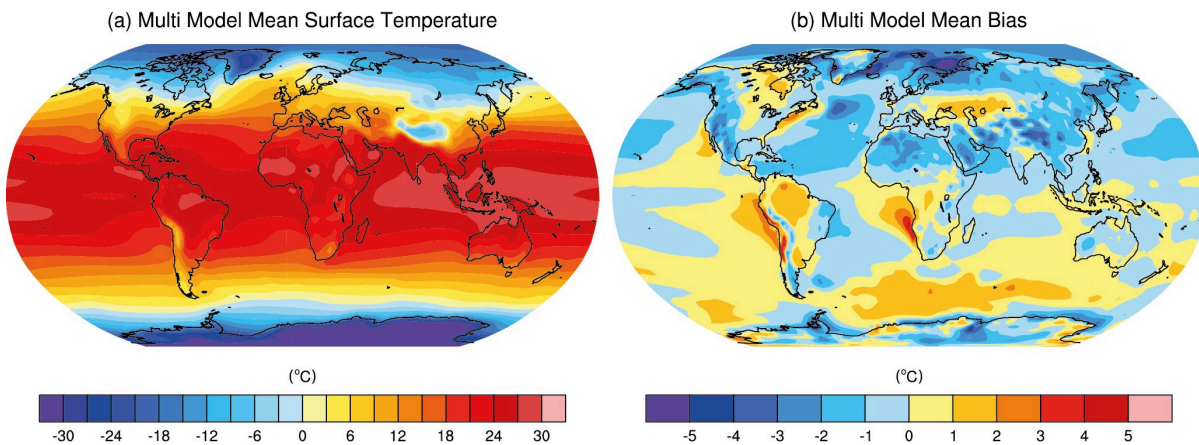 (a) Multi Model Mean Surface Temperature
(b) Multi Model Mean Bias
(°C)
-30 -24 -18 -12 -6 0 6 12 18 24 30
(°C)
-5 -4 -3 -2 -1 0 1 2 3 4 5